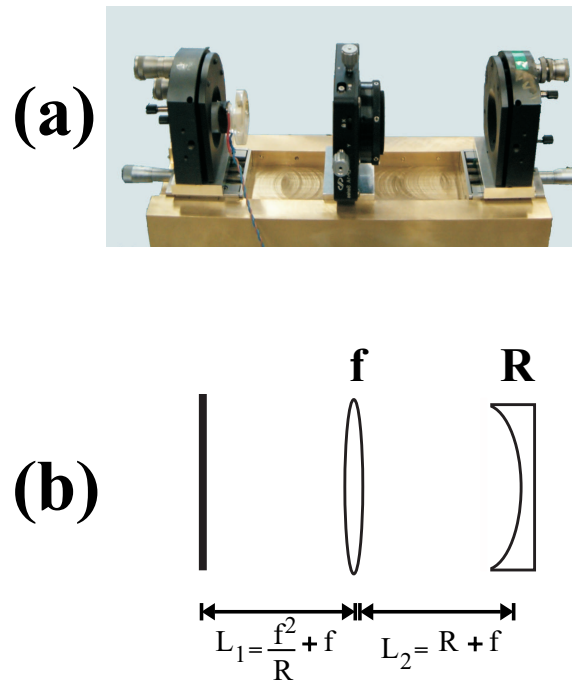 (a)
f R
(b)
L₁ = f²/R + f L₂ = R + f